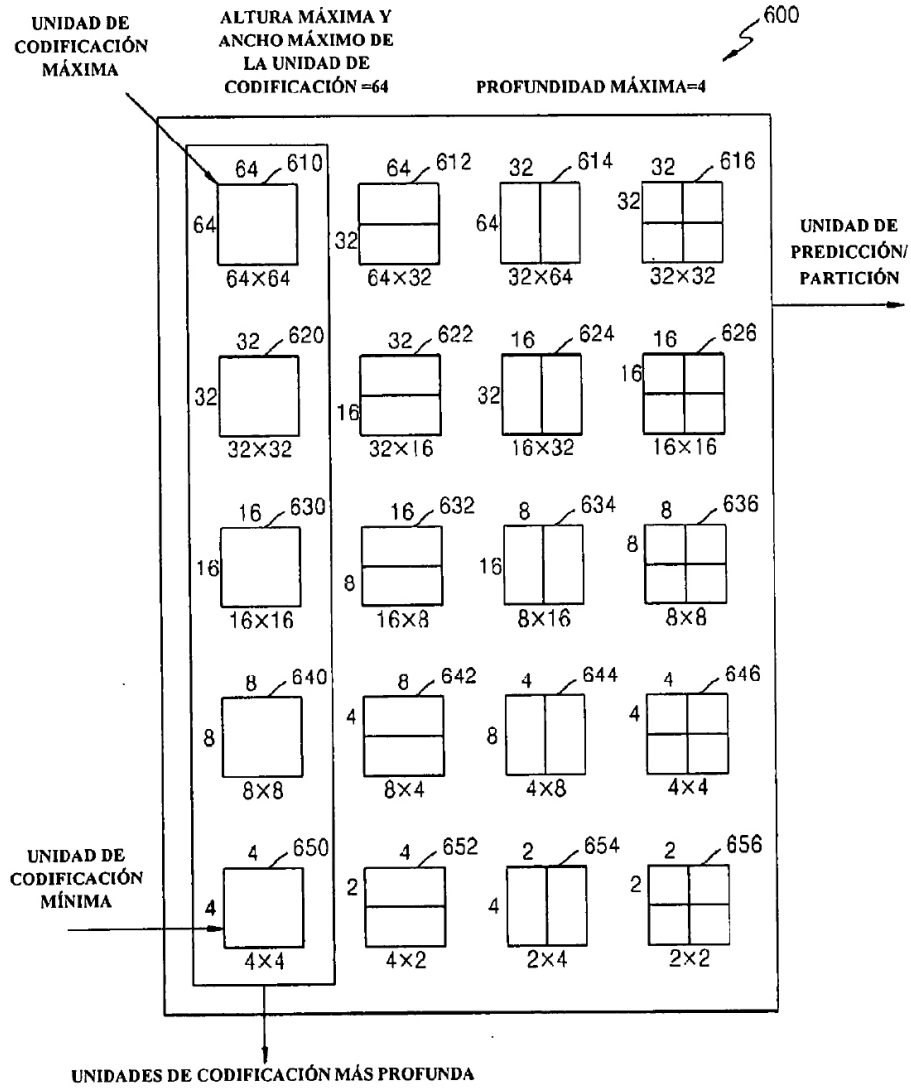 600
UNIDAD DE
CODIFICACIÓN
MÁXIMA
ALTURA MÁXIMA Y
ANCHO MÁXIMO DE
LA UNIDAD DE
CODIFICACIÓN =64
PROFUNDIDAD MÁXIMA=4
64 610 64 612 32 614 32 616
64 32 64 32
64×64 64×32 32×64 32×32
UNIDAD DE
PREDICCIÓN/
PARTICIÓN
32 620 32 622 16 624 16 626
32 16 32 16
32×32 32×16 16×32 16×16
16 630 16 632 8 634 8 636
16 8 16 8
16×16 16×8 8×16 8×8
8 640 8 642 4 644 4 646
8 4 8 4
8×8 8×4 4×8 4×4
UNIDAD DE
CODIFICACIÓN
MÍNIMA
4 650 4 652 2 654 2 656
4 2 4 2
4×4 4×2 2×4 2×2
UNIDADES DE CODIFICACIÓN MÁS PROFUNDA